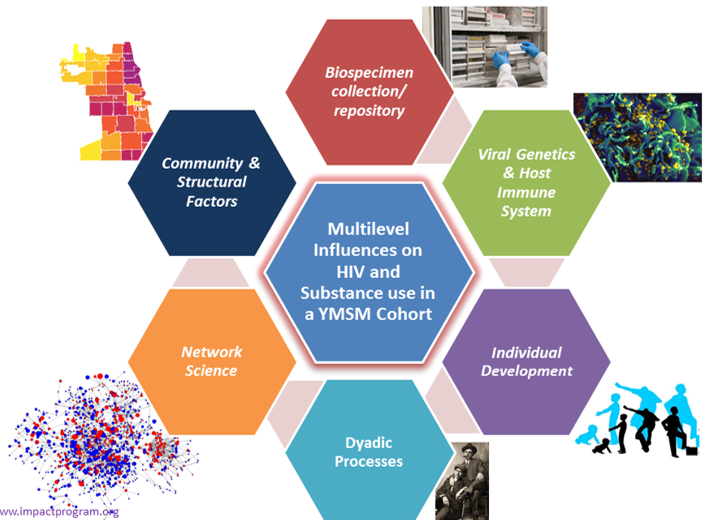 Biospecimen
collection/
repository
Community &
Structural
Factors
Viral Genetics
& Host
Immune
System
Multilevel
Influences on
HIV and
Substance use in
a YMSM Cohort
Network
Science
Individual
Development
Dyadic
Processes
ww.impactprogram.org